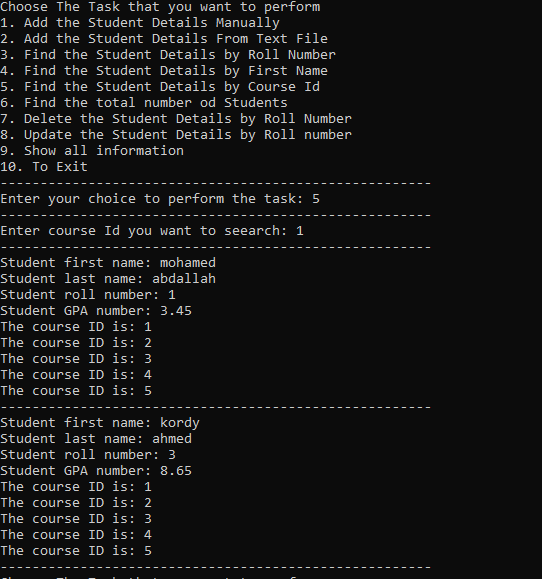 Choose The Task that you want to perform
1. Add the Student Details Manually
2. Add the Student Details From Text File
3. Find the Student Details by Roll Number
4. Find the Student Details by First Name
5. Find the Student Details by Course Id
6. Find the total number od Students
7. Delete the Student Details by Roll Number
8. Update the Student Details by Roll number
9. Show all information
10. To Exit
------------------------------------------------------
Enter your choice to perform the task: 5
------------------------------------------------------
Enter course Id you want to seearch: 1
------------------------------------------------------
Student first name: mohamed
Student last name: abdallah
Student roll number: 1
Student GPA number: 3.45
The course ID is: 1
The course ID is: 2
The course ID is: 3
The course ID is: 4
The course ID is: 5
------------------------------------------------------
Student first name: kordy
Student last name: ahmed
Student roll number: 3
Student GPA number: 8.65
The course ID is: 1
The course ID is: 2
The course ID is: 3
The course ID is: 4
The course ID is: 5
------------------------------------------------------